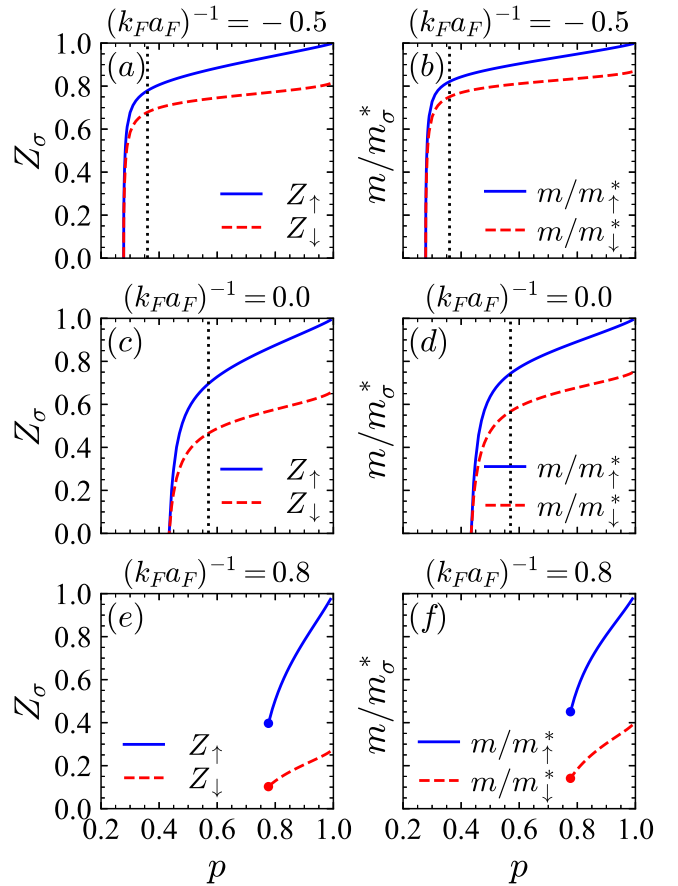 (k_F a_F)^{-1} = −0.5
(k_F a_F)^{-1} = −0.5
(a)
1.0
0.8
0.6
0.4
0.2
0.0
Z_σ
Z_↑
Z_↓
(b)
m/m*_σ
m/m*_↑
m/m*_↓
(k_F a_F)^{-1} = 0.0
(k_F a_F)^{-1} = 0.0
(c)
1.0
0.8
0.6
0.4
0.2
0.0
Z_σ
Z_↑
Z_↓
(d)
m/m*_σ
m/m*_↑
m/m*_↓
(k_F a_F)^{-1} = 0.8
(k_F a_F)^{-1} = 0.8
(e)
1.0
0.8
0.6
0.4
0.2
0.0
Z_σ
Z_↑
Z_↓
0.2 0.4 0.6 0.8 1.0
p
(f)
m/m*_σ
m/m*_↑
m/m*_↓
0.2 0.4 0.6 0.8 1.0
p